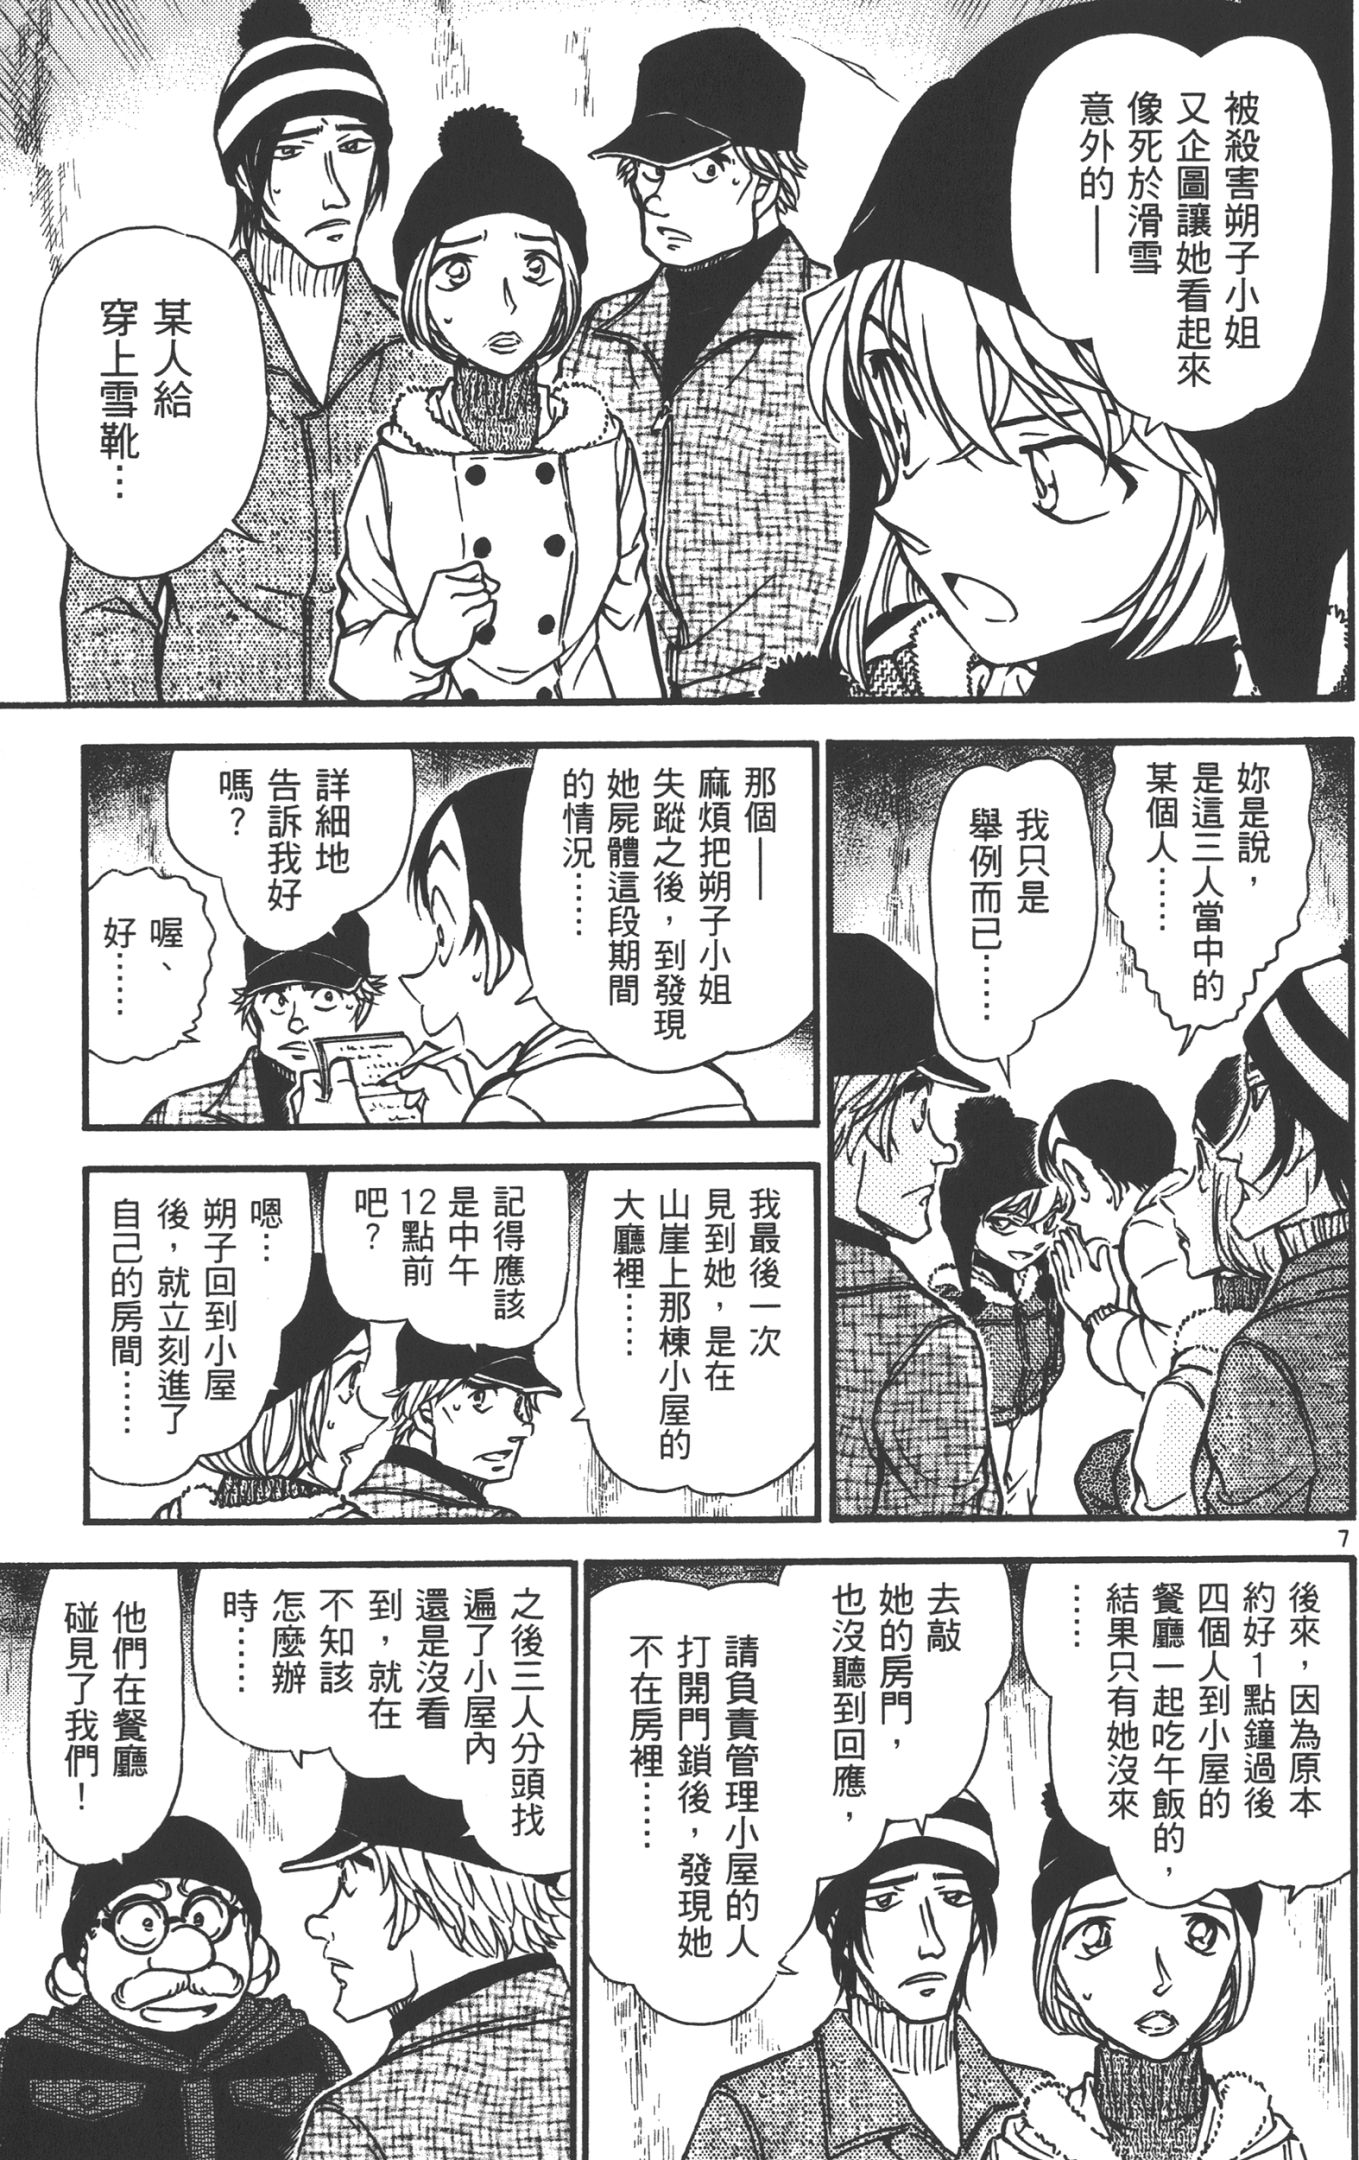 被殺害朔子小姐
又企圖讓她看起來
像死於滑雪
意外的——
某人給
穿上雪靴…
妳是說，
是這三人當中的
某個人……
我只是
舉例而已……
那個——
麻煩把朔子小姐
失蹤之後，到發現
她屍體這段期間
的情況……
詳細地
告訴我好
嗎？
喔、
好……
我最後一次
見到她，是在
山崖上那棟小屋的
大廳裡……
記得應該
是中午
12點前
吧？
嗯…
朔子回到小屋
後，就立刻進了
自己的房間……
7
後來，因為原本
約好1點鐘過後
四個人到小屋的
餐廳一起吃午飯的，
結果只有她沒來
……
去敲
她的房門，
也沒聽到回應，
請負責管理小屋的人
打開門鎖後，發現她
不在房裡……
之後三人分頭找
遍了小屋內
還是沒看
到，就在
不知該
怎麼辦
時……
他們在餐廳
碰見了我們！